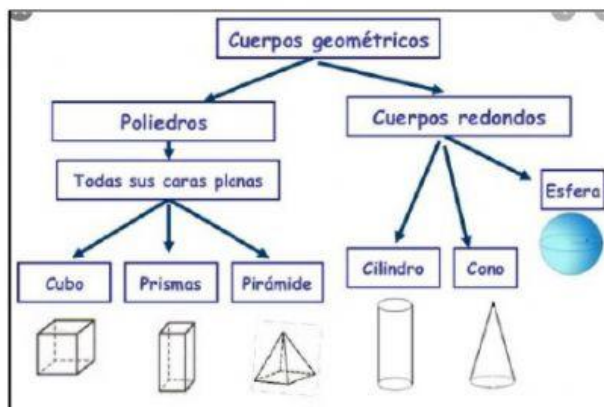 Cuerpos geométricos
Poliedros
Cuerpos redondos
Todas sus caras planas
Esfera
Cubo
Prismas
Pirámide
Cilindro
Cono